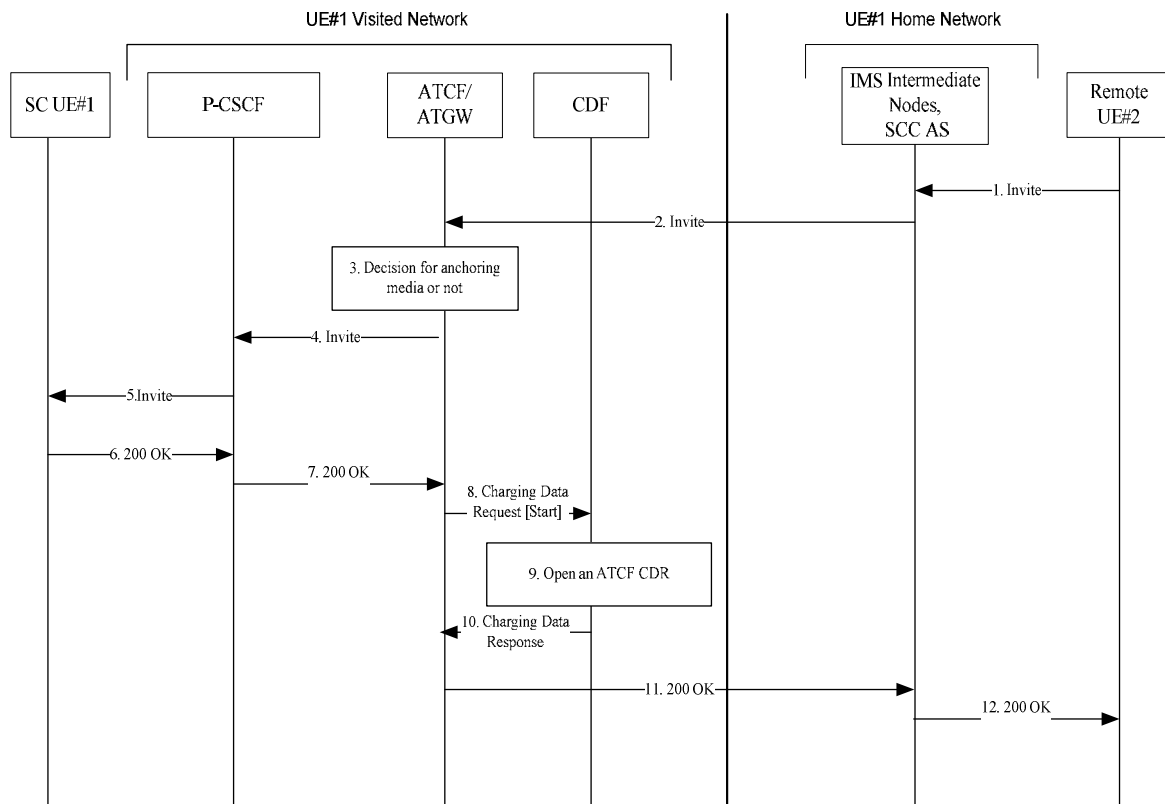 UE#1 Visited Network
UE#1 Home Network
SC UE#1
P-CSCF
ATCF/
ATGW
CDF
IMS Intermediate
Nodes,
SCC AS
Remote
UE#2
1. Invite
2. Invite
3. Decision for anchoring
media or not
4. Invite
5.Invite
6. 200 OK
7. 200 OK
8. Charging Data
Request [Start]
9. Open an ATCF CDR
10. Charging Data
Response
11. 200 OK
12. 200 OK